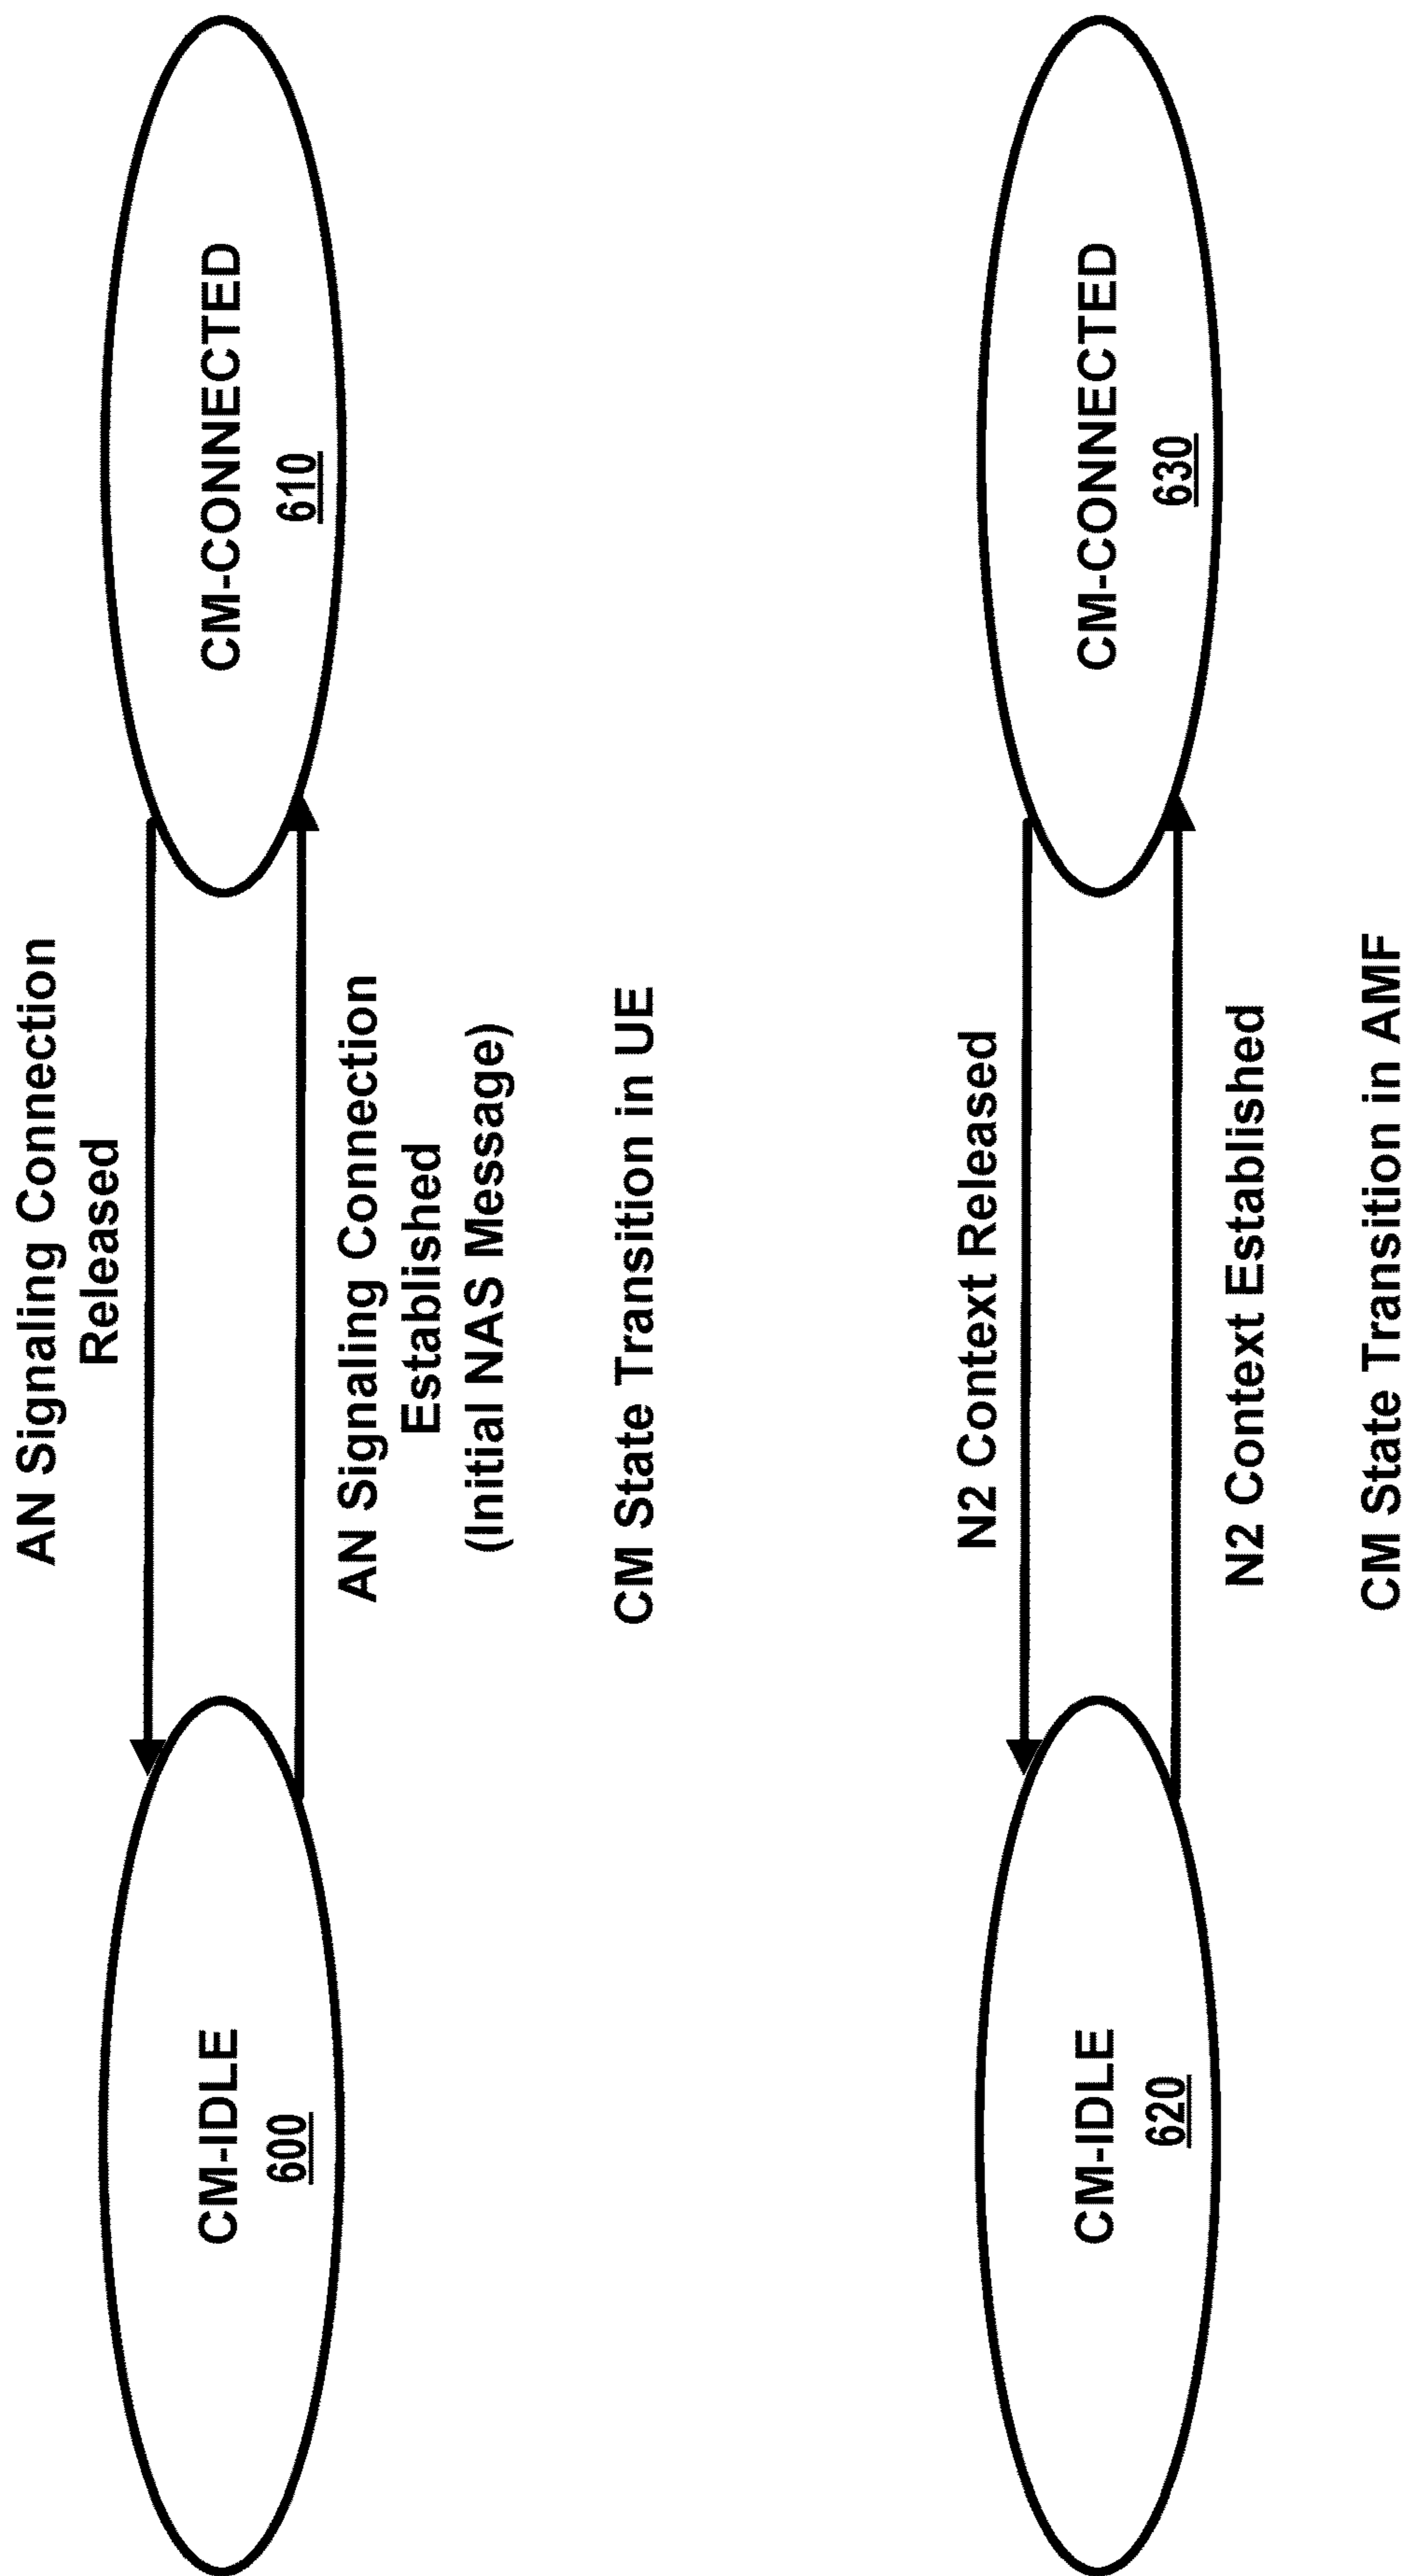 AN Signaling Connection
Released
CM-IDLE
600
CM-CONNECTED
610
AN Signaling Connection
Established
(Initial NAS Message)
CM State Transition in UE
N2 Context Released
CM-IDLE
620
CM-CONNECTED
630
N2 Context Established
CM State Transition in AMF